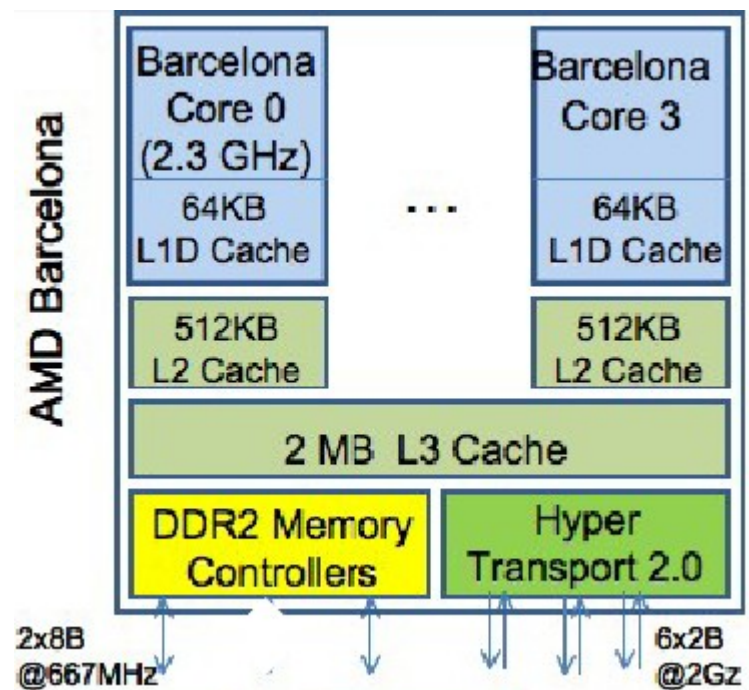 AMD Barcelona
Barcelona
Core 0
(2.3 GHz)
64KB
L1D Cache
512KB
L2 Cache
...
Barcelona
Core 3
64KB
L1D Cache
512KB
L2 Cache
2 MB L3 Cache
DDR2 Memory
Controllers
Hyper
Transport 2.0
2x8B
@667MHz
6x2B
@2Gz